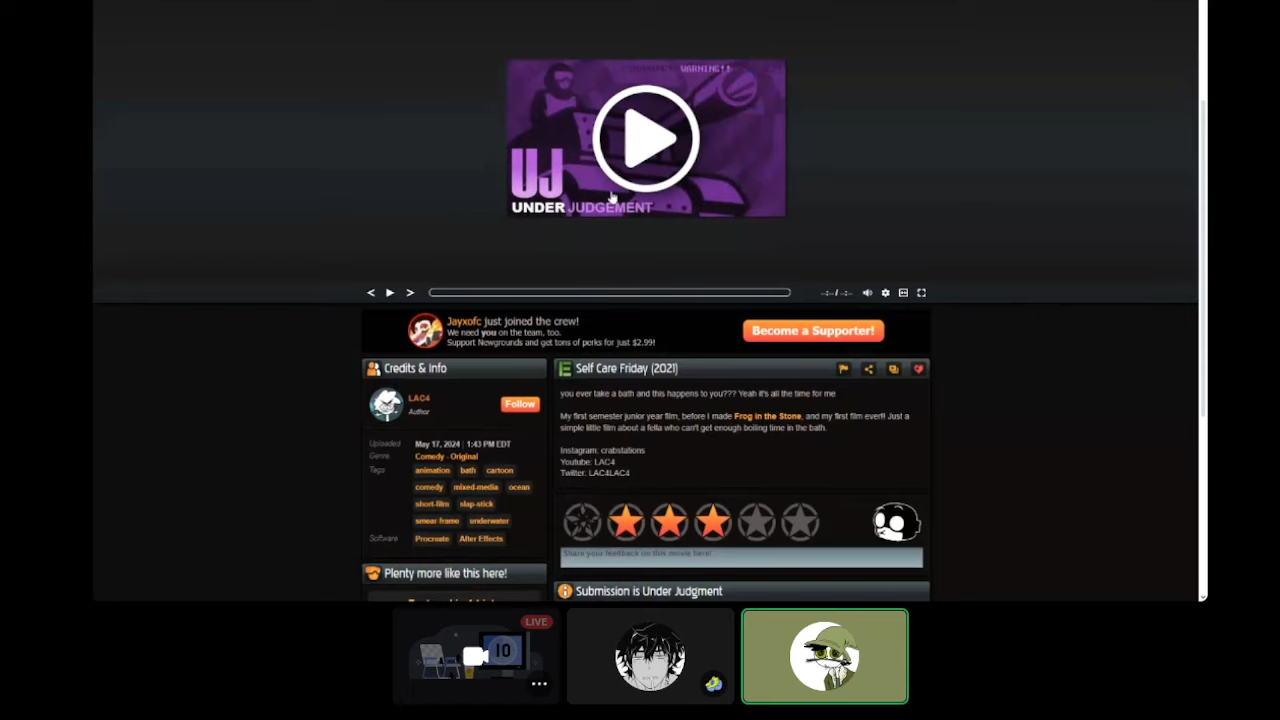 WARNING!!
UJ
UNDER JUDGEMENT
--:-- / --:--
Jayxofc just joined the crew!
We need you on the team, too.
Support Newgrounds and get tons of perks for just $2.99!
Become a Supporter!
Credits & Info
LAC4
Author
Follow
Uploaded May 17, 2024 | 1:43 PM EDT
Genre Comedy - Original
Tags animation bath cartoon
comedy mixed-media ocean
short-film slap-stick
smear-frame underwater
Software Procreate After Effects
Plenty more like this here!
E Self Care Friday (2021)
you ever take a bath and this happens to you??? Yeah it's all the time for me
My first semester junior year film, before I made Frog in the Stone, and my first film ever!! Just a
simple little film about a fella who can't get enough boiling time in the bath.
Instagram: crabstations
Youtube: LAC4
Twitter: LAC4LAC4
Share your feedback on this movie here!
Submission is Under Judgment
LIVE
10